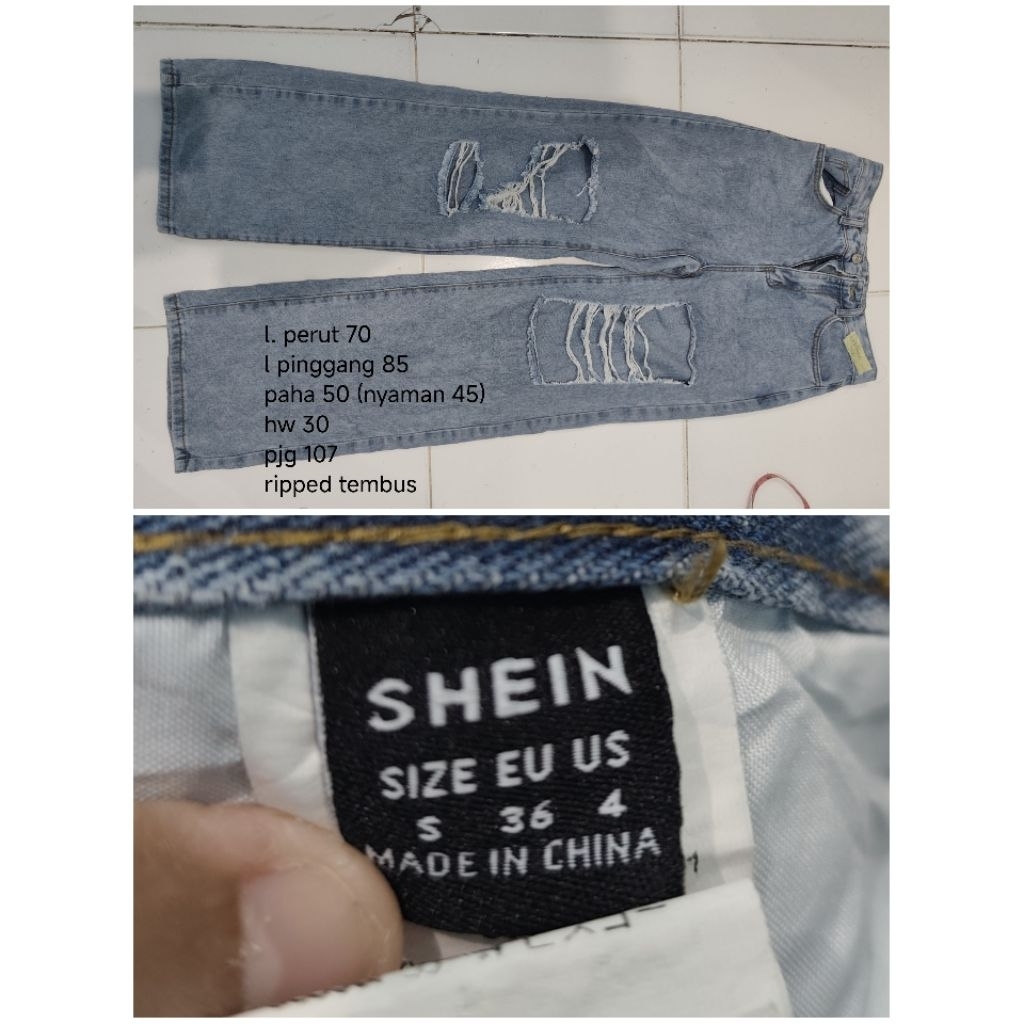 l. perut 70
l pinggang 85
paha 50 (nyaman 45)
hw 30
pjg 107
ripped tembus
SHEIN
SIZE EU US
S 36 4
MADE IN CHINA